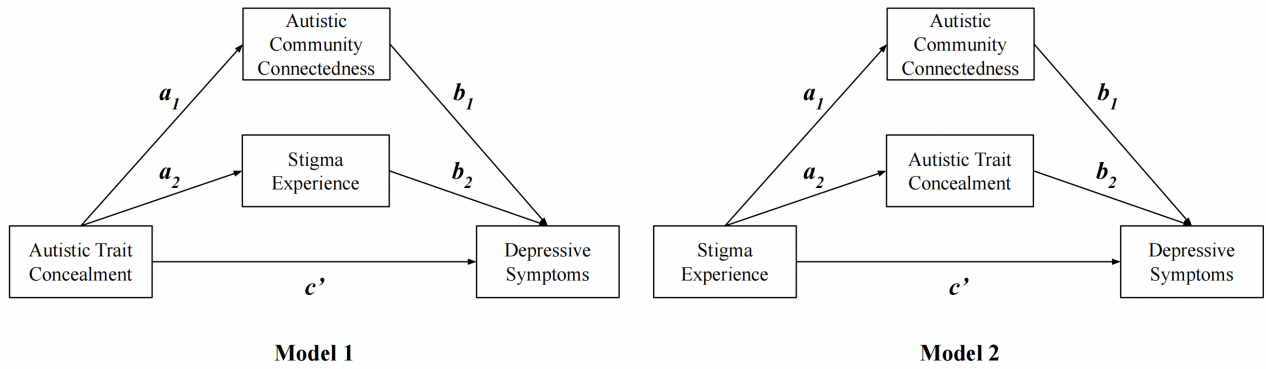 Autistic
Community
Connectedness
a1
b1
Stigma
Experience
a2
b2
Autistic Trait
Concealment
Depressive
Symptoms
c’
Model 1
Autistic
Community
Connectedness
a1
b1
Autistic Trait
Concealment
a2
b2
Stigma
Experience
Depressive
Symptoms
c’
Model 2